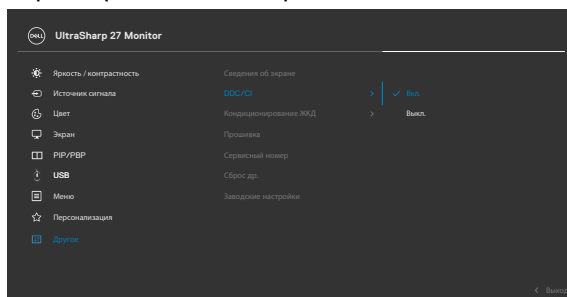 DELL UltraSharp 27 Monitor
Яркость / контрастность
Сведения об экране
Источник сигнала
DDC/CI
Вкл.
Цвет
Кондиционирование ЖКД
Выкл.
Экран
Прошивка
PIP/PBP
Сервисный номер
USB
Сброс др.
Меню
Заводские настройки
Персонализация
Другое
Выход